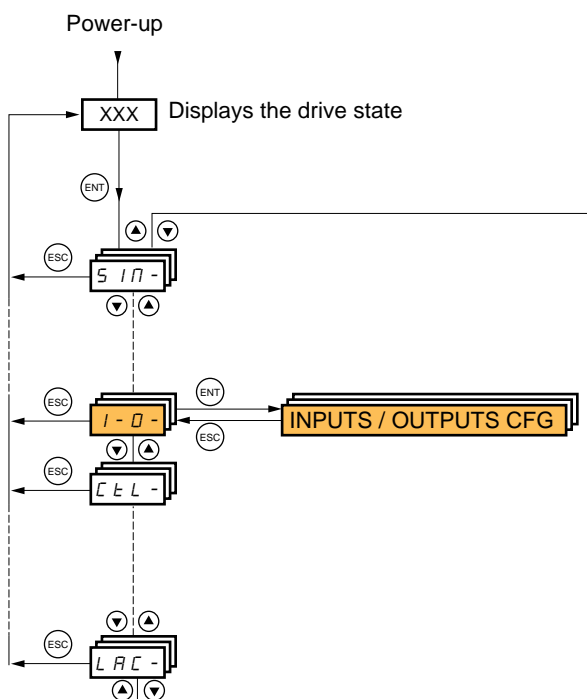 Power-up
XXX Displays the drive state
ENT
ESC
SIM-
ESC
ENT
I-O-
INPUTS / OUTPUTS CFG
ESC
ESC
CtL-
ESC
LAC-